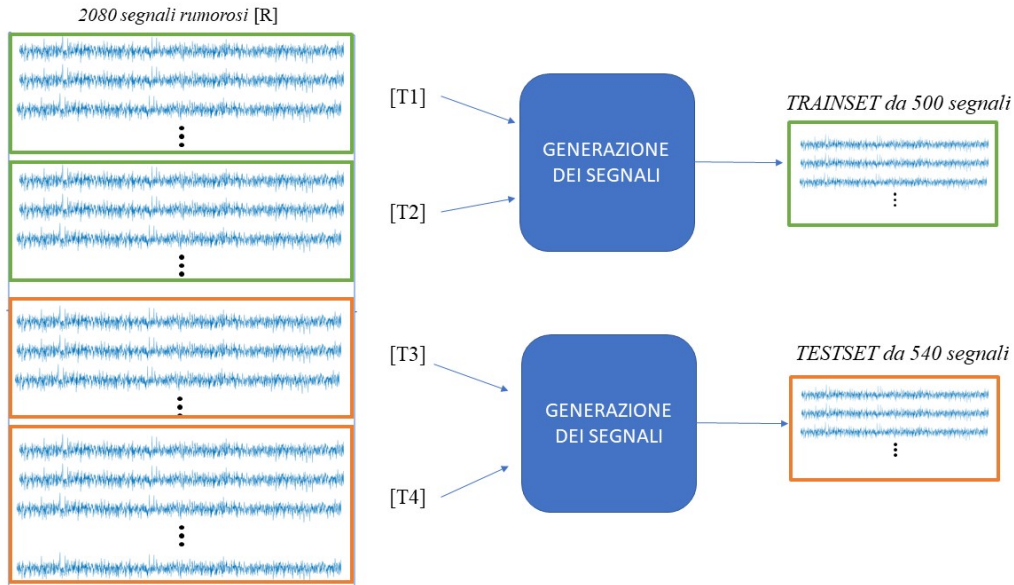 2080 segnali rumorosi [R]
[T1]
[T2]
GENERAZIONE
DEI SEGNALI
TRAINSET da 500 segnali
[T3]
[T4]
GENERAZIONE
DEI SEGNALI
TESTSET da 540 segnali